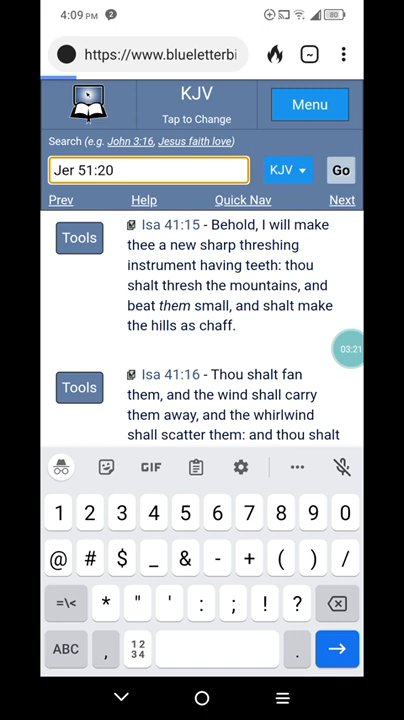 4:09 PM 2 80
https://www.blueletterbi
KJV
Tap to Change
Menu
Search (e.g. John 3:16, Jesus faith love)
Jer 51:20
KJV
Go
Prev Help Quick Nav Next
Tools
Isa 41:15 - Behold, I will make
thee a new sharp threshing
instrument having teeth: thou
shalt thresh the mountains, and
beat them small, and shalt make
the hills as chaff.
03:21
Tools
Isa 41:16 - Thou shalt fan
them, and the wind shall carry
them away, and the whirlwind
shall scatter them: and thou shalt
GIF
1 2 3 4 5 6 7 8 9 0
@ # $ _ & - + ( ) /
=\< * " ' : ; ! ?
ABC , 12 34 .